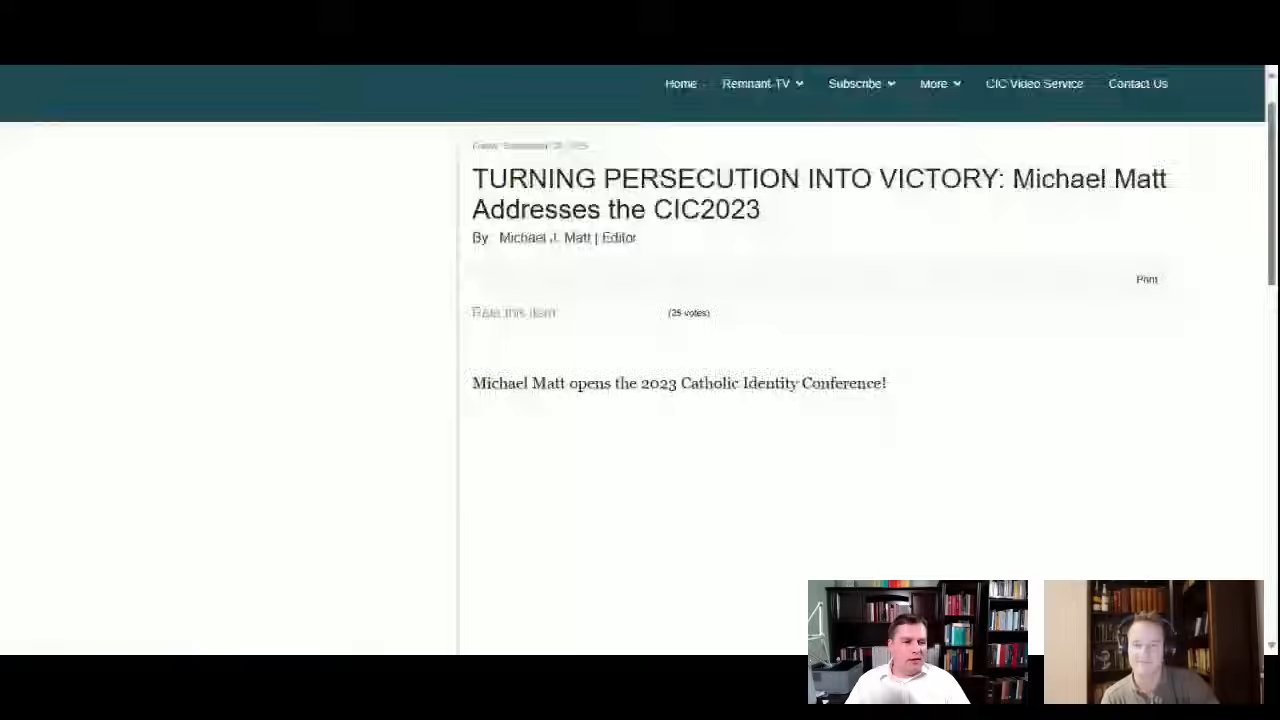 Home Remnant TV Subscribe More CIC Video Service Contact Us
TURNING PERSECUTION INTO VICTORY: Michael Matt
Addresses the CIC2023
By Michael J. Matt | Editor
Print
Rate this item (25 votes)
Michael Matt opens the 2023 Catholic Identity Conference!